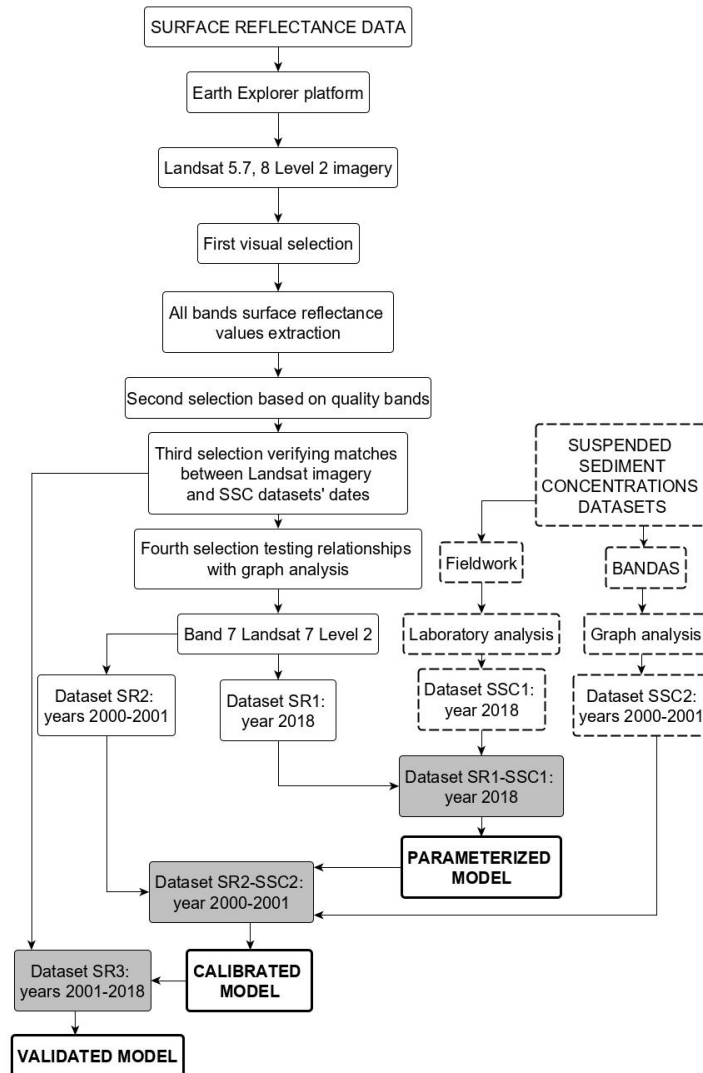 SURFACE REFLECTANCE DATA
Earth Explorer platform
Landsat 5.7, 8 Level 2 imagery
First visual selection
All bands surface reflectance
values extraction
Second selection based on quality bands
Third selection verifying matches
between Landsat imagery
and SSC datasets' dates
Fourth selection testing relationships
with graph analysis
Band 7 Landsat 7 Level 2
Dataset SR2:
years 2000-2001
Dataset SR1:
year 2018
SUSPENDED
SEDIMENT
CONCENTRATIONS
DATASETS
Fieldwork
BANDAS
Laboratory analysis
Graph analysis
Dataset SSC1:
year 2018
Dataset SSC2:
years 2000-2001
Dataset SR1-SSC1:
year 2018
PARAMETERIZED
MODEL
Dataset SR2-SSC2:
year 2000-2001
CALIBRATED
MODEL
Dataset SR3:
years 2001-2018
VALIDATED MODEL